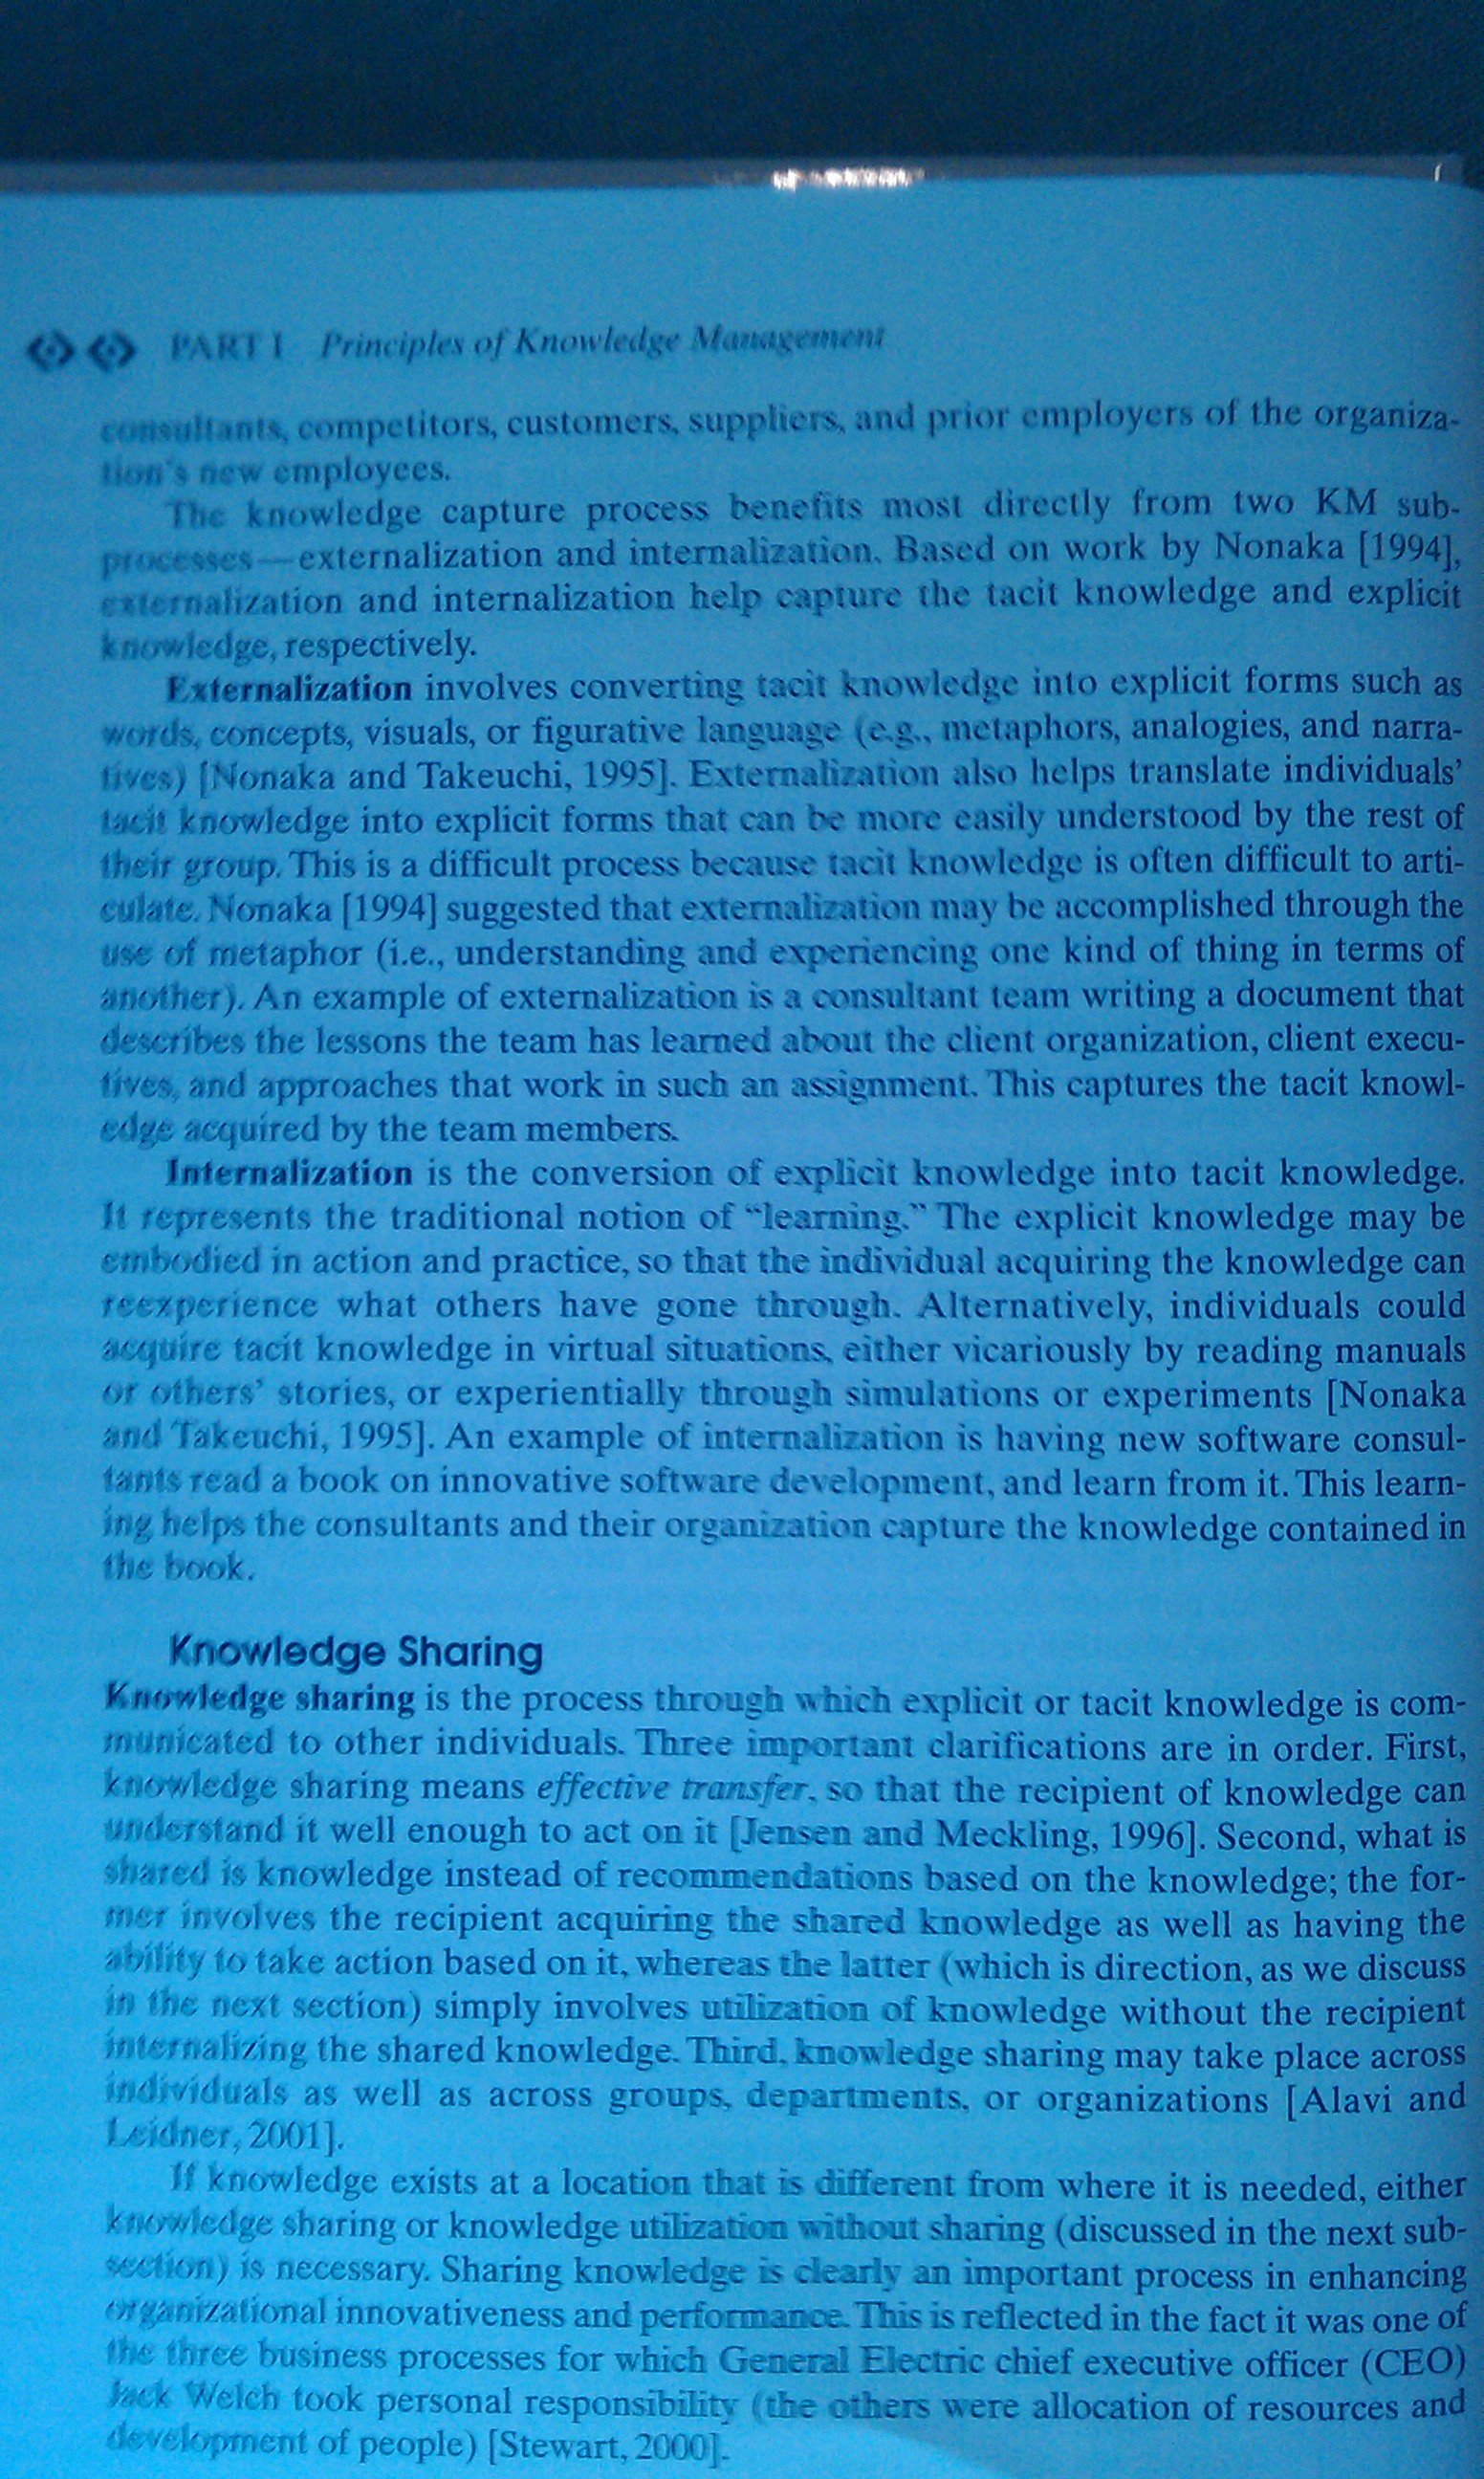 PART I Principles of Knowledge Management
consultants, competitors, customers, suppliers, and prior employers of the organiza-
tion's new employees.
The knowledge capture process benefits most directly from two KM sub-
processes—externalization and internalization. Based on work by Nonaka [1994],
externalization and internalization help capture the tacit knowledge and explicit
knowledge, respectively.
Externalization involves converting tacit knowledge into explicit forms such as
words, concepts, visuals, or figurative language (e.g., metaphors, analogies, and narra-
tives) [Nonaka and Takeuchi, 1995]. Externalization also helps translate individuals'
tacit knowledge into explicit forms that can be more easily understood by the rest of
their group. This is a difficult process because tacit knowledge is often difficult to arti-
culate. Nonaka [1994] suggested that externalization may be accomplished through the
use of metaphor (i.e., understanding and experiencing one kind of thing in terms of
another). An example of externalization is a consultant team writing a document that
describes the lessons the team has learned about the client organization, client execu-
tives, and approaches that work in such an assignment. This captures the tacit knowl-
edge acquired by the team members.
Internalization is the conversion of explicit knowledge into tacit knowledge.
It represents the traditional notion of “learning.” The explicit knowledge may be
embodied in action and practice, so that the individual acquiring the knowledge can
reexperience what others have gone through. Alternatively, individuals could
acquire tacit knowledge in virtual situations, either vicariously by reading manuals
or others' stories, or experientially through simulations or experiments [Nonaka
and Takeuchi, 1995]. An example of internalization is having new software consul-
tants read a book on innovative software development, and learn from it. This learn-
ing helps the consultants and their organization capture the knowledge contained in
the book.
Knowledge Sharing
Knowledge sharing is the process through which explicit or tacit knowledge is com-
municated to other individuals. Three important clarifications are in order. First,
knowledge sharing means effective transfer, so that the recipient of knowledge can
understand it well enough to act on it [Jensen and Meckling, 1996]. Second, what is
shared is knowledge instead of recommendations based on the knowledge; the for-
mer involves the recipient acquiring the shared knowledge as well as having the
ability to take action based on it, whereas the latter (which is direction, as we discuss
in the next section) simply involves utilization of knowledge without the recipient
internalizing the shared knowledge. Third, knowledge sharing may take place across
individuals as well as across groups, departments, or organizations [Alavi and
Leidner, 2001].
If knowledge exists at a location that is different from where it is needed, either
knowledge sharing or knowledge utilization without sharing (discussed in the next sub-
section) is necessary. Sharing knowledge is clearly an important process in enhancing
organizational innovativeness and performance. This is reflected in the fact it was one of
the three business processes for which General Electric chief executive officer (CEO)
Jack Welch took personal responsibility (the others were allocation of resources and
development of people) [Stewart, 2000].